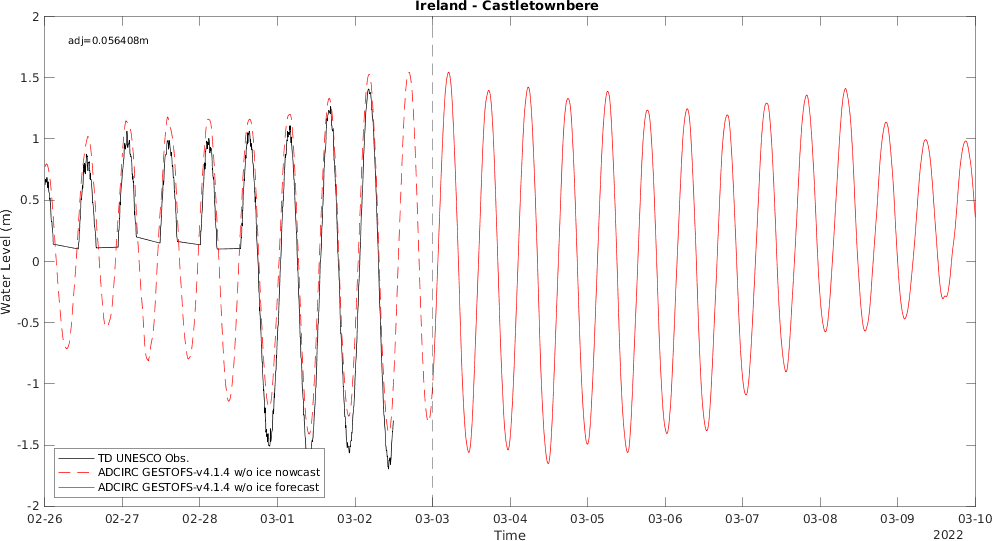 Ireland - Castletownbere
adj=0.056408m
2
1.5
1
0.5
0
-0.5
-1
-1.5
-2
Water Level (m)
TD UNESCO Obs.
ADCIRC GESTOFS-v4.1.4 w/o ice nowcast
ADCIRC GESTOFS-v4.1.4 w/o ice forecast
02-26 02-27 02-28 03-01 03-02 03-03 03-04 03-05 03-06 03-07 03-08 03-09 03-10
Time
2022